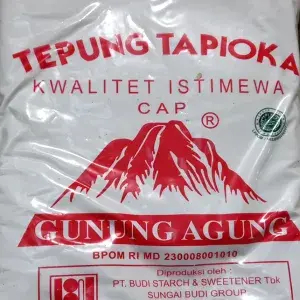 TEPUNG TAPIOKA
KWALITET ISTIMEWA
CAP
®
GUNUNG AGUNG
BPOM RI MD 230008001010
Diproduksi oleh :
PT. BUDI STARCH & SWEETENER Tbk
SUNGAI BUDI GROUP